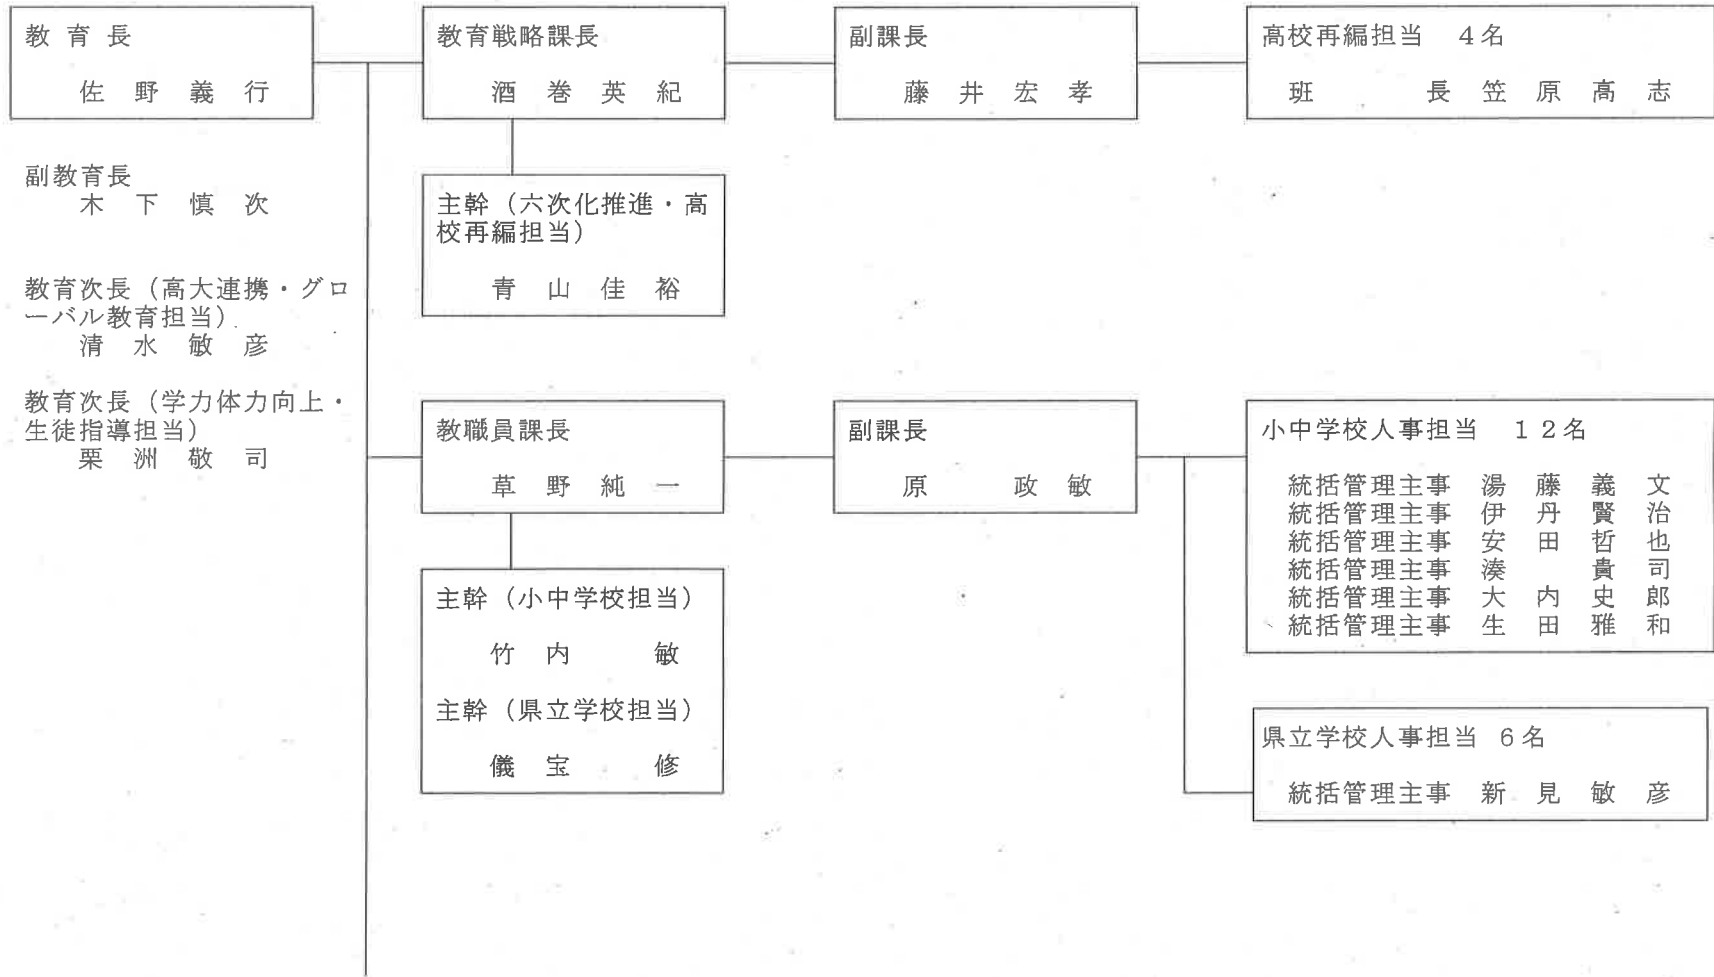 教育長
佐野義行
副教育長
木下慎次
教育次長（高大連携・グロ
ーバル教育担当）
清水敏彦
教育次長（学力体力向上・
生徒指導担当）
栗洲敬司
教育戦略課長
酒巻英紀
主幹（六次化推進・高
校再編担当）
青山佳裕
副課長
藤井宏孝
高校再編担当　４名
班長　笠原高志
教職員課長
草野純一
主幹（小中学校担当）
竹内　敏
主幹（県立学校担当）
儀宝　修
副課長
原　政敏
小中学校人事担当　１２名
統括管理主事　湯藤義文
統括管理主事　伊丹賢治
統括管理主事　安田哲也
統括管理主事　湊　貴司
統括管理主事　大内史郎
統括管理主事　生田雅和
県立学校人事担当　6名
統括管理主事　新見敏彦